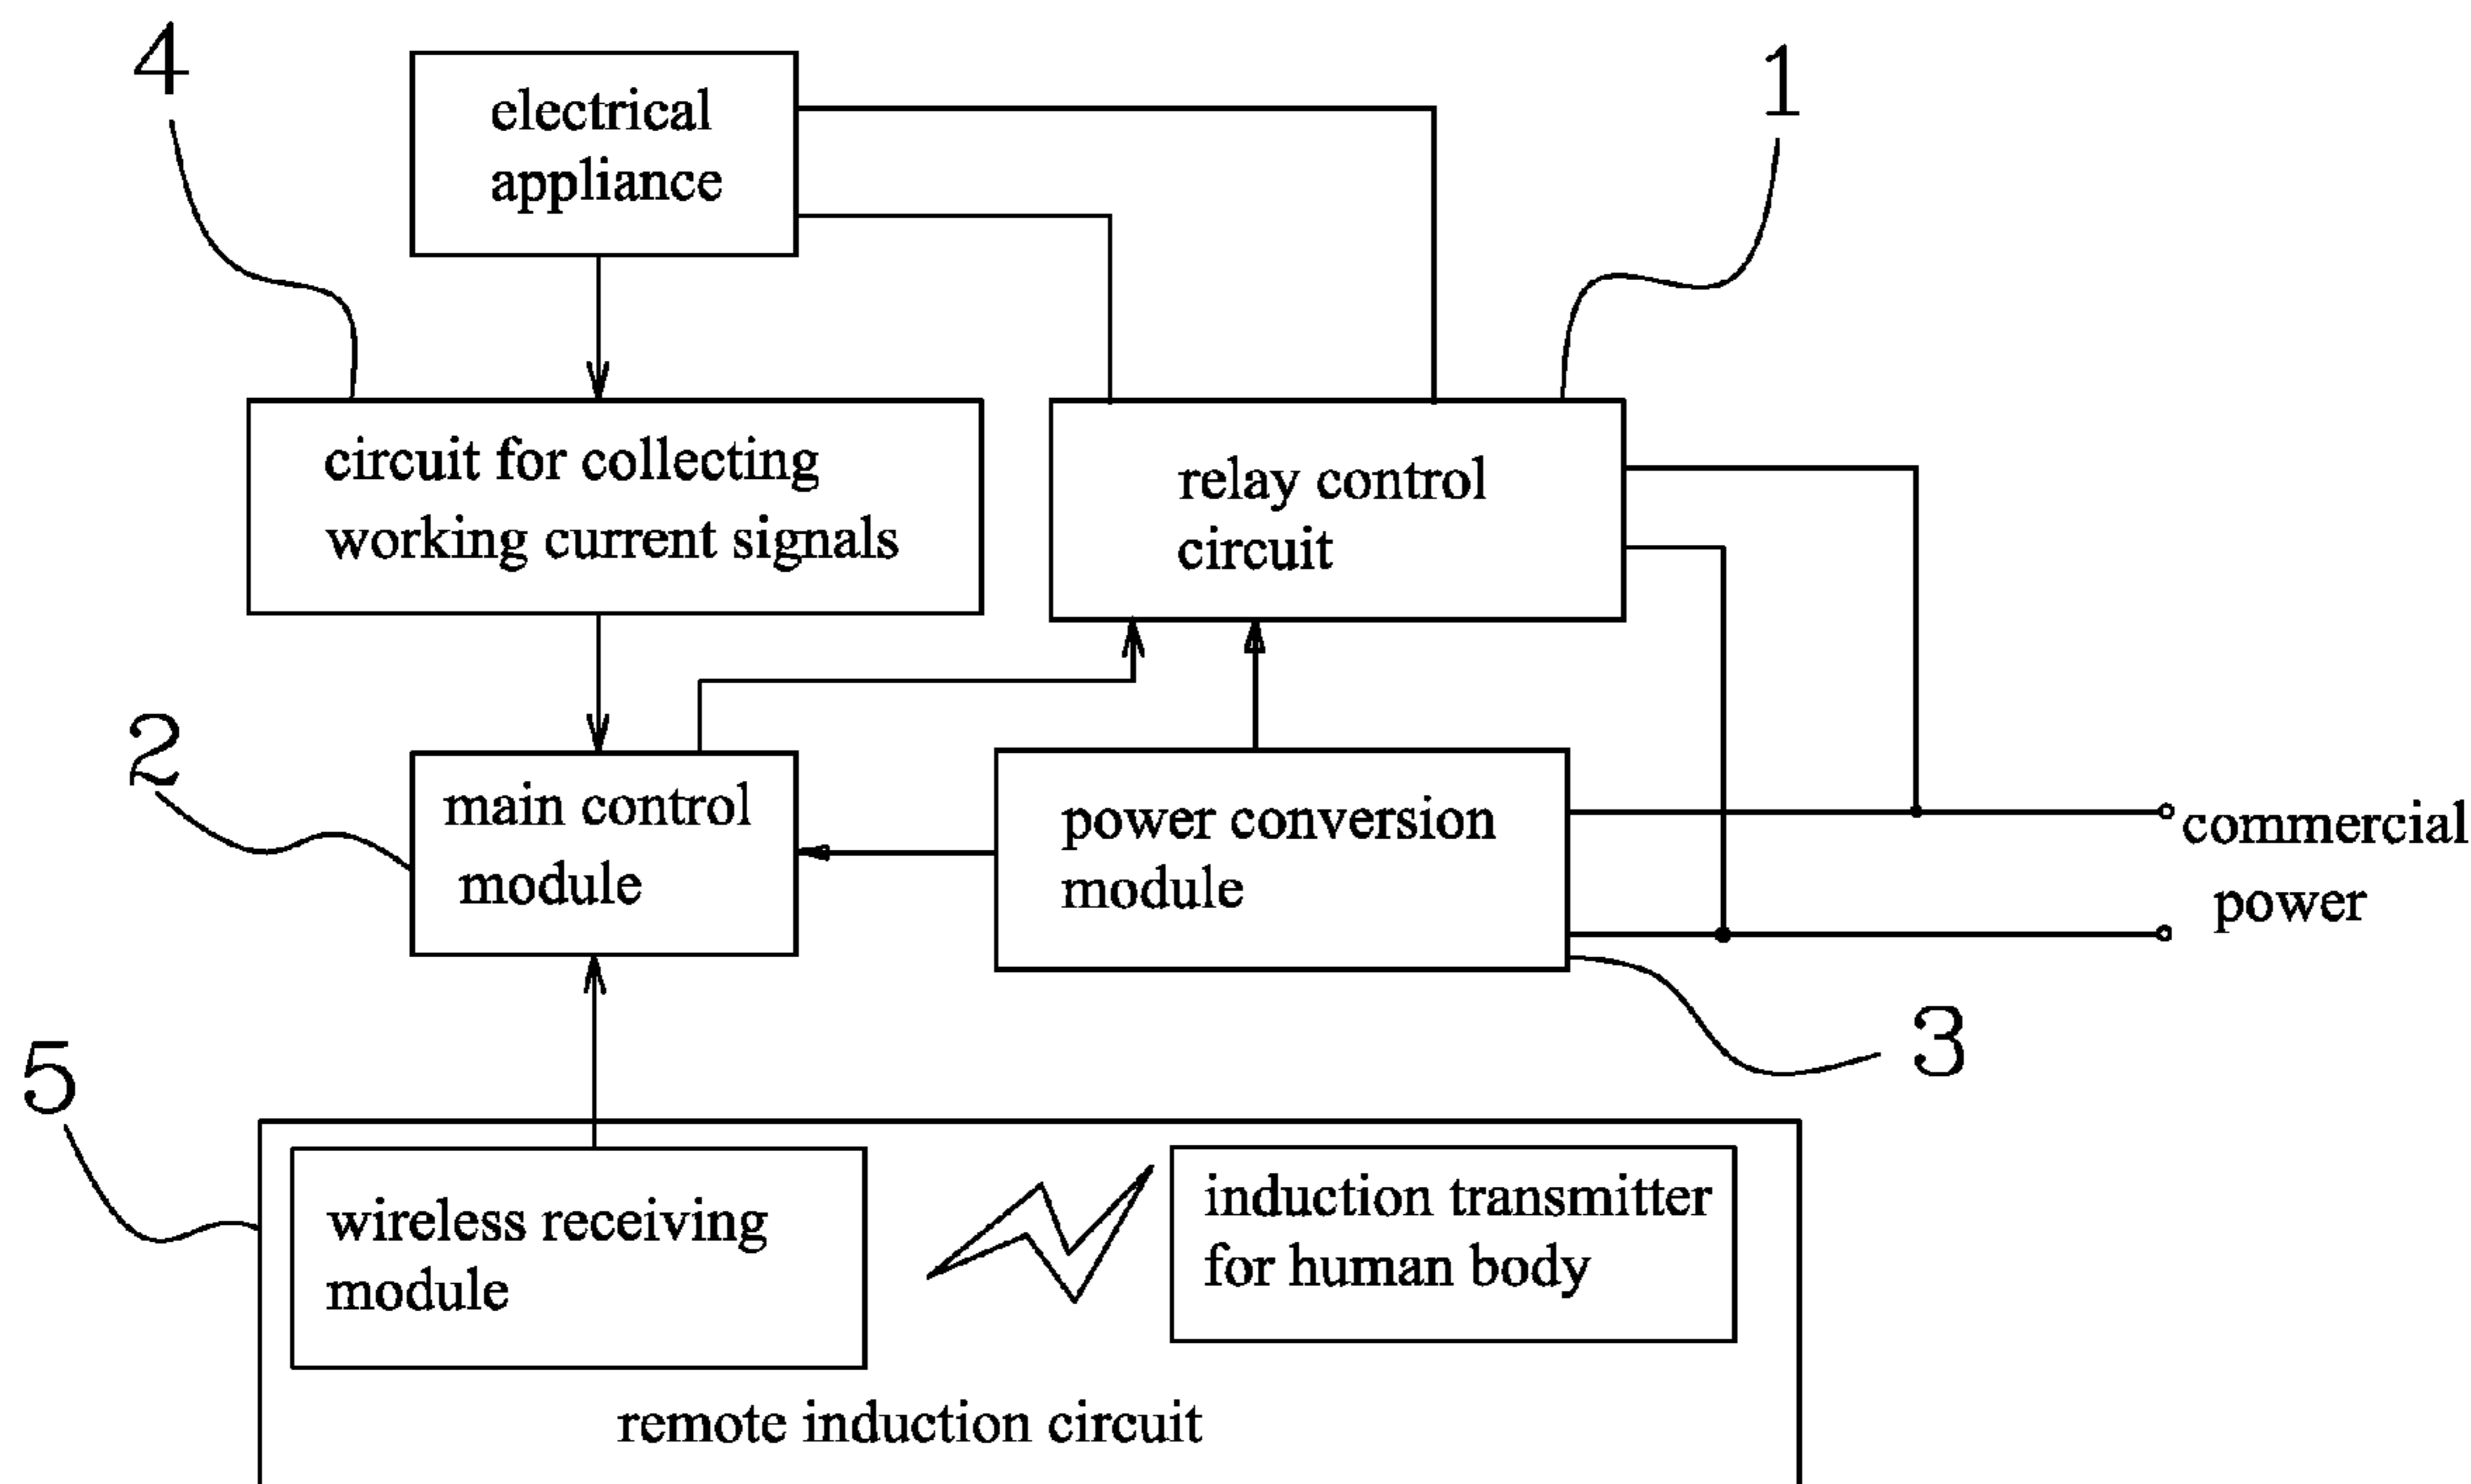 4
electrical
appliance
1
circuit for collecting
working current signals
relay control
circuit
2
main control
module
power conversion
module
commercial
power
3
5
wireless receiving
module
induction transmitter
for human body
remote induction circuit